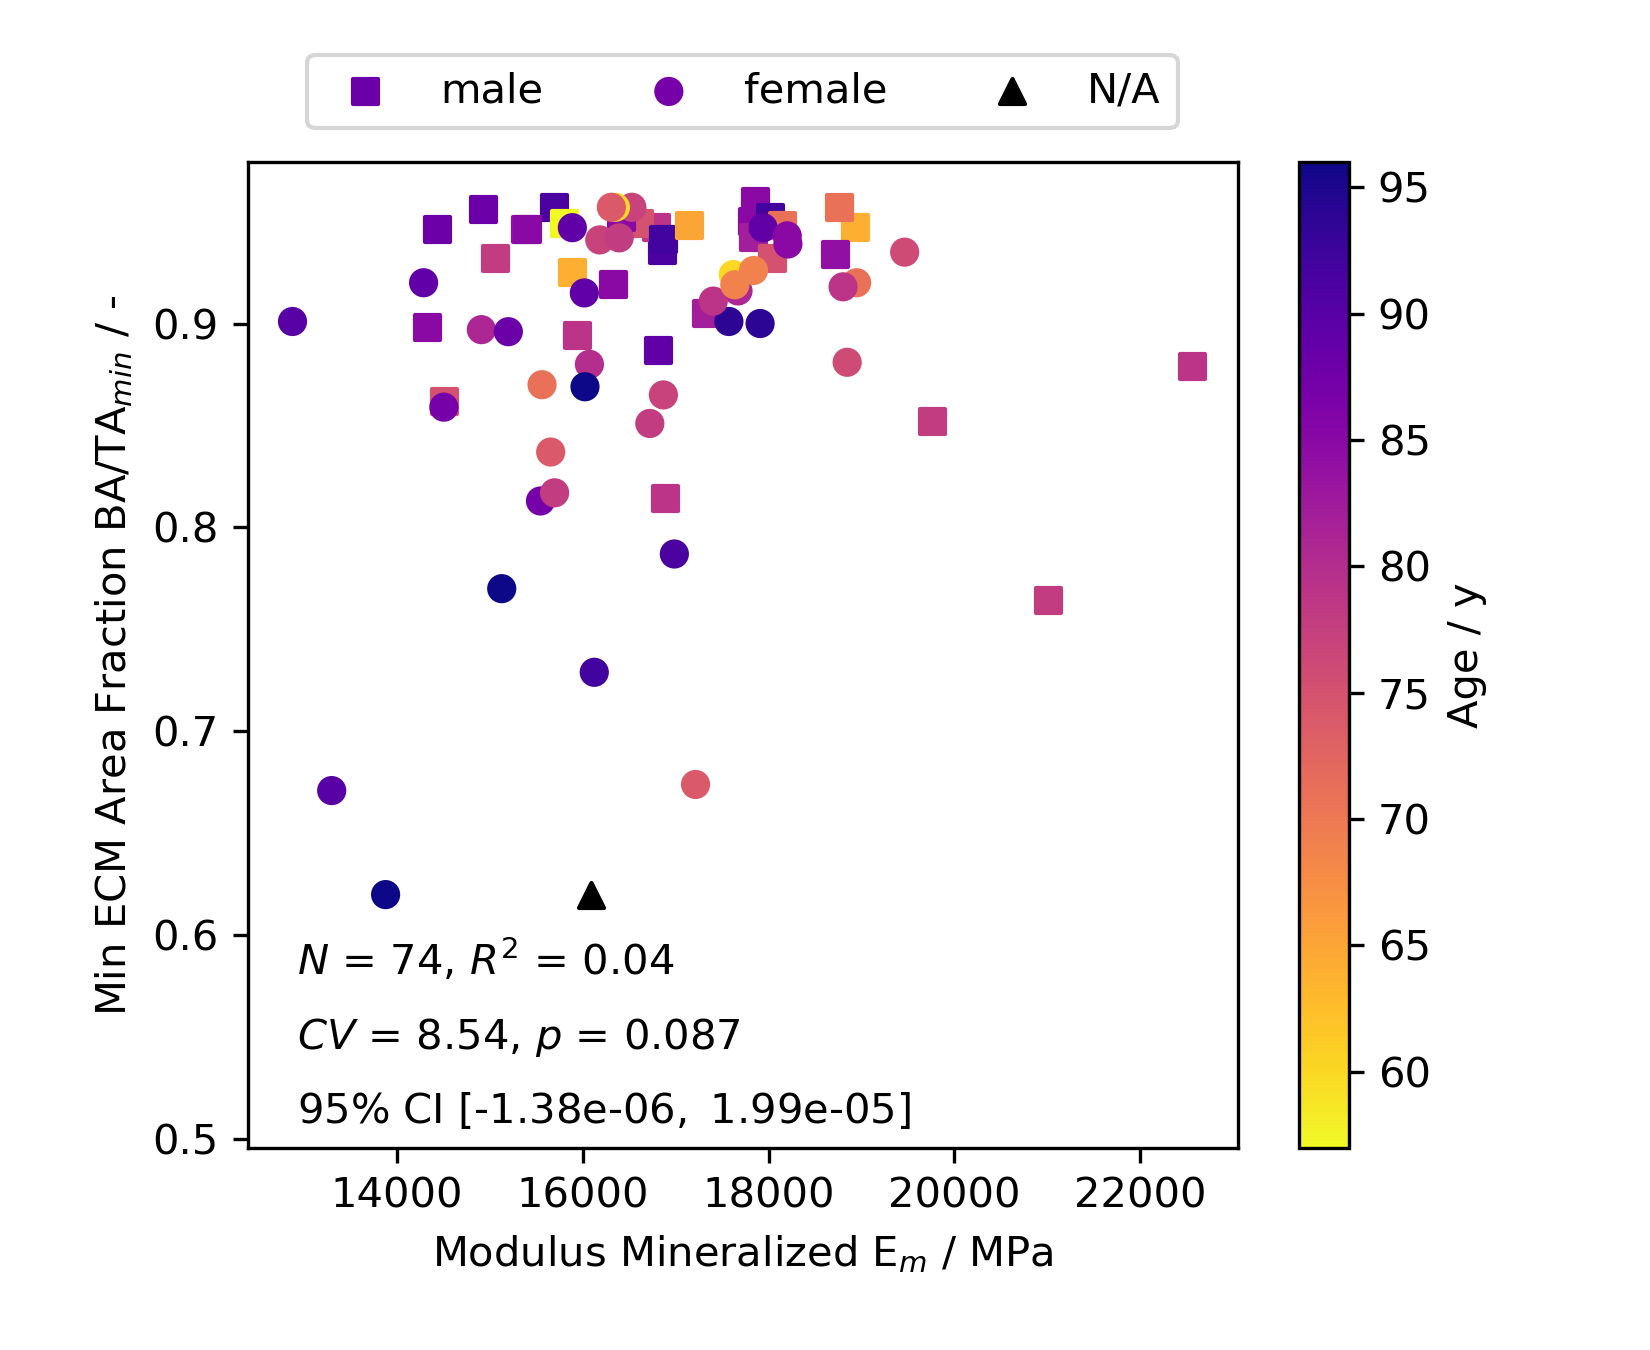 male female N/A
0.9
0.8
0.7
0.6
0.5
Min ECM Area Fraction BA/TA_min / -
N = 74, R² = 0.04
CV = 8.54, p = 0.087
95% CI [-1.38e-06, 1.99e-05]
14000 16000 18000 20000 22000
Modulus Mineralized E_m / MPa
95
90
85
80
75
70
65
60
Age / y